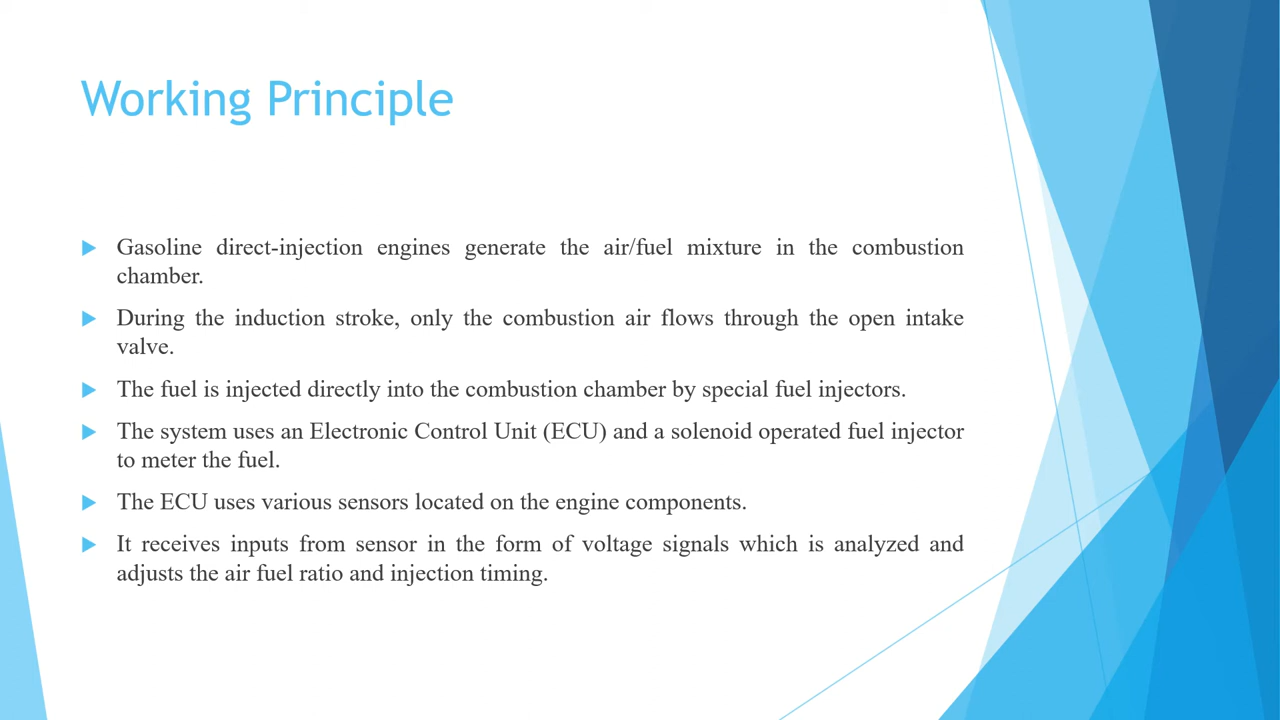 Working Principle
Gasoline direct-injection engines generate the air/fuel mixture in the combustion
chamber.
During the induction stroke, only the combustion air flows through the open intake
valve.
The fuel is injected directly into the combustion chamber by special fuel injectors.
The system uses an Electronic Control Unit (ECU) and a solenoid operated fuel injector
to meter the fuel.
The ECU uses various sensors located on the engine components.
It receives inputs from sensor in the form of voltage signals which is analyzed and
adjusts the air fuel ratio and injection timing.